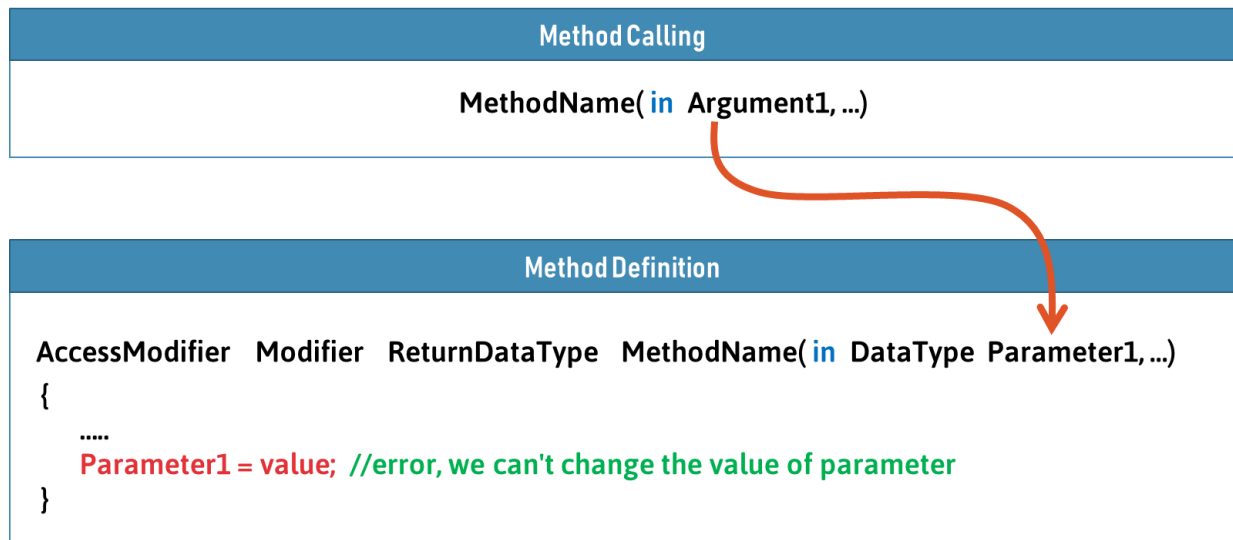 Method Calling
MethodName( in Argument1, ...)
Method Definition
AccessModifier Modifier ReturnDataType MethodName( in DataType Parameter1, ...)
{
.....
Parameter1 = value; //error, we can't change the value of parameter
}